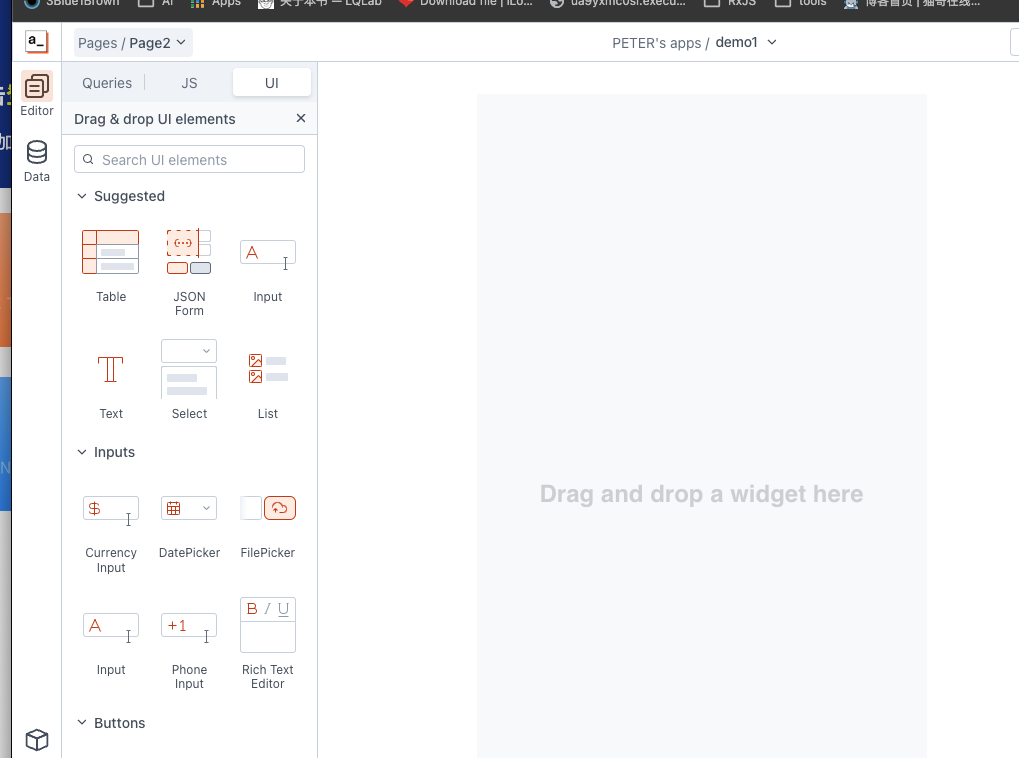 3Blue1Brown AI Apps 关于本书 — LQLab Download file | iLo... ua9yxmc0sl.execu... RxJS tools 博客首页 | 猫哥在线...
a_
Pages / Page2
PETER's apps / demo1
Editor
Data
Queries JS UI
Drag & drop UI elements
Search UI elements
Suggested
Table
JSON
Form
Input
Text
Select
List
Inputs
Currency
Input
DatePicker
FilePicker
Input
Phone
Input
Rich Text
Editor
Buttons
A
$
A
+1
B / U
Drag and drop a widget here